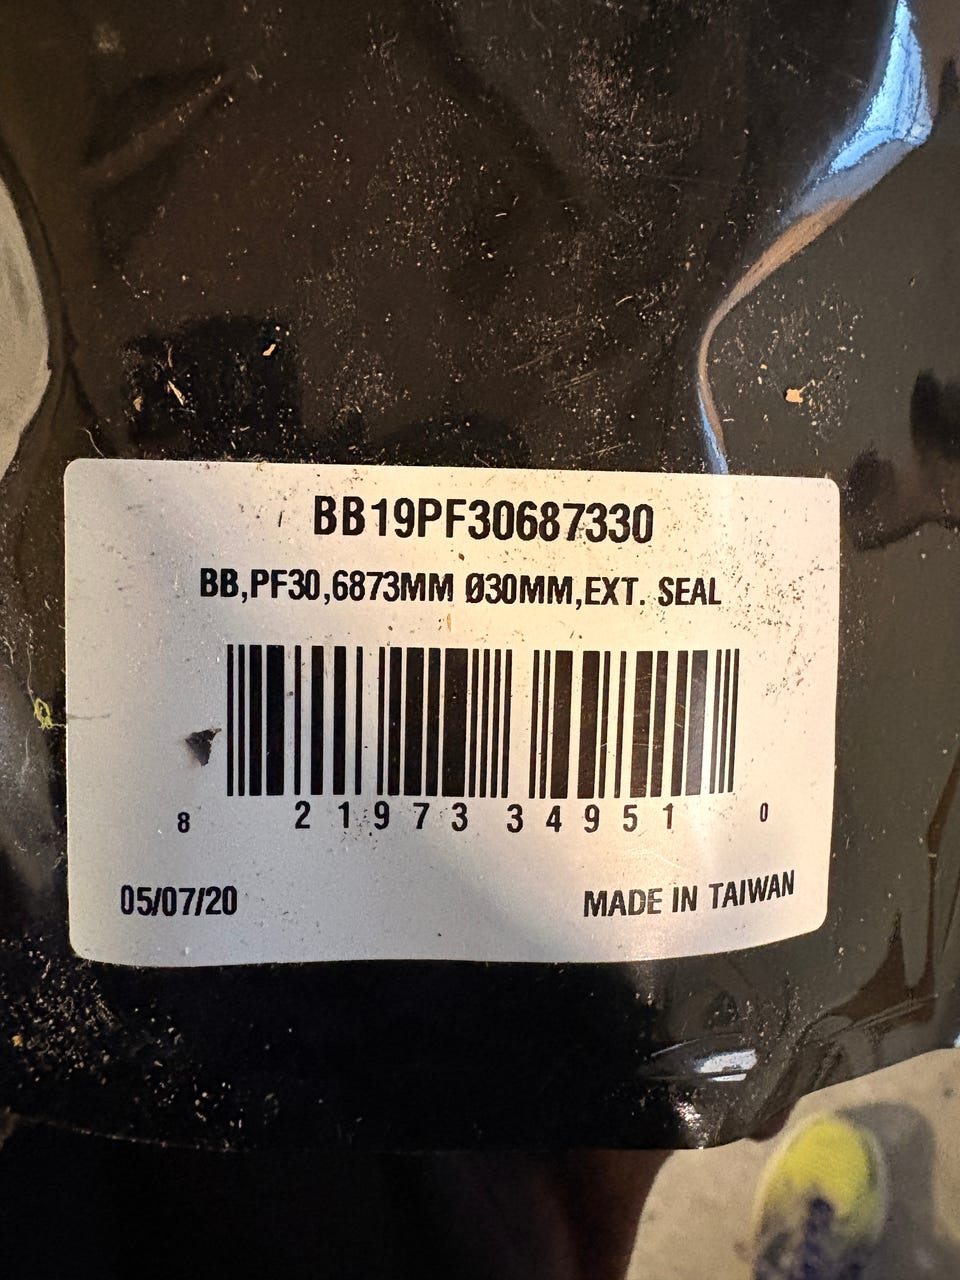 BB19PF30687330
BB,PF30,6873MM Ø30MM,EXT. SEAL
8 21973 34951 0
05/07/20 MADE IN TAIWAN